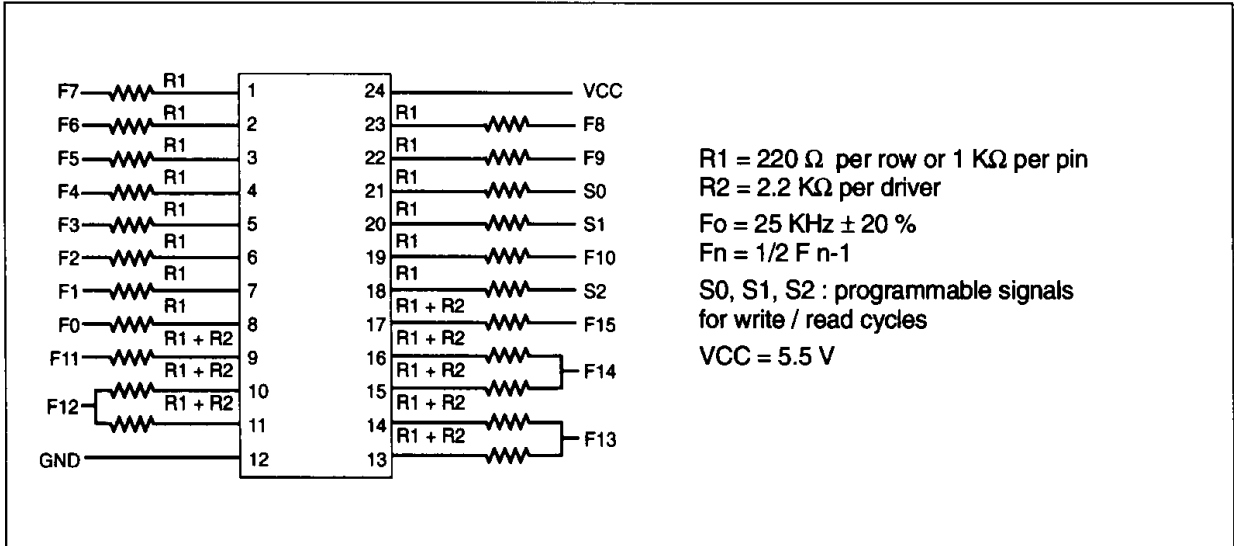 F7 R1 1 24 VCC
F6 R1 2 23 R1 F8
F5 R1 3 22 R1 F9
F4 R1 4 21 R1 S0
F3 R1 5 20 R1 S1
F2 R1 6 19 R1 F10
F1 R1 7 18 R1 S2
F0 R1 8 17 R1 + R2 F15
F11 R1 + R2 9 16 R1 + R2
F14
R1 + R2 10 15 R1 + R2
F12
R1 + R2 11 14 R1 + R2
F13
GND 12 13 R1 + R2
R1 = 220 Ω per row or 1 KΩ per pin
R2 = 2.2 KΩ per driver
Fo = 25 KHz ± 20 %
Fn = 1/2 F n-1
S0, S1, S2 : programmable signals
for write / read cycles
VCC = 5.5 V